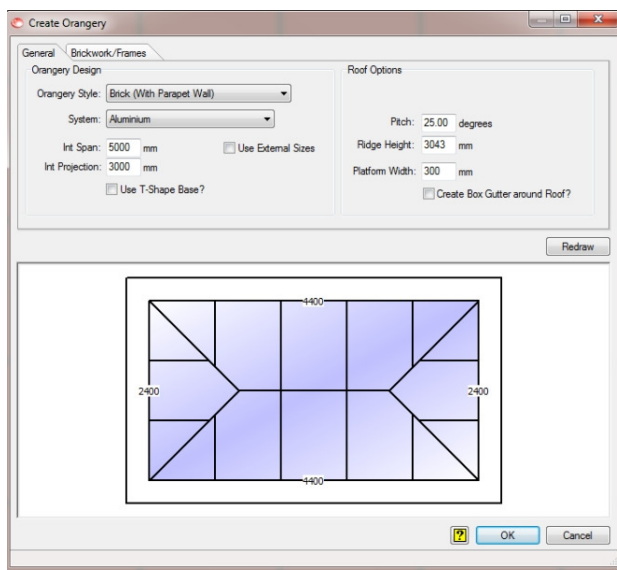 Create Orangery
General Brickwork/Frames
Orangery Design
Orangery Style: Brick (With Parapet Wall)
System: Aluminium
Int Span: 5000 mm Use External Sizes
Int Projection: 3000 mm
Use T-Shape Base?
Roof Options
Pitch: 25.00 degrees
Ridge Height: 3043 mm
Platform Width: 300 mm
Create Box Gutter around Roof?
Redraw
4400
2400 2400
4400
? OK Cancel